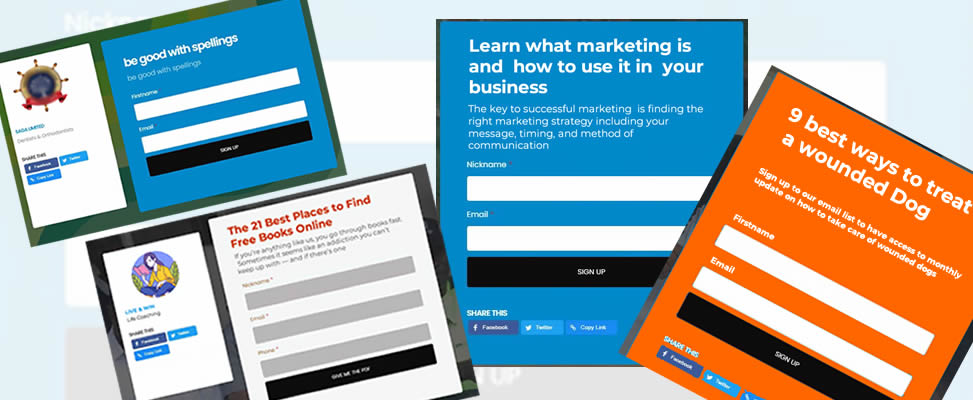 be good with spellings
be good with spellings
Firstname
Email
SIGN UP
SAGA LIMITED
Dentists & Orthodontists
SHARE THIS
Facebook
Twitter
Copy Link
The 21 Best Places to Find
Free Books Online
If you're anything like us, you go through books fast.
Sometimes it seems like an addiction you can't
keep up with — and if there's one
Nickname *
Email *
Phone *
GIVE ME THE PDF
LIVE & WIN
Life Coaching
SHARE THIS
Facebook
Twitter
Copy Link
Learn what marketing is
and how to use it in your
business
The key to successful marketing is finding the
right marketing strategy including your
message, timing, and method of
communication
Nickname *
Email *
SIGN UP
SHARE THIS
Facebook
Twitter
Copy Link
9 best ways to treat
a wounded Dog
Sign up to our email list to have access to monthly
update on how to take care of wounded dogs
Firstname
Email
SIGN UP
SHARE THIS
Facebook
Twitter